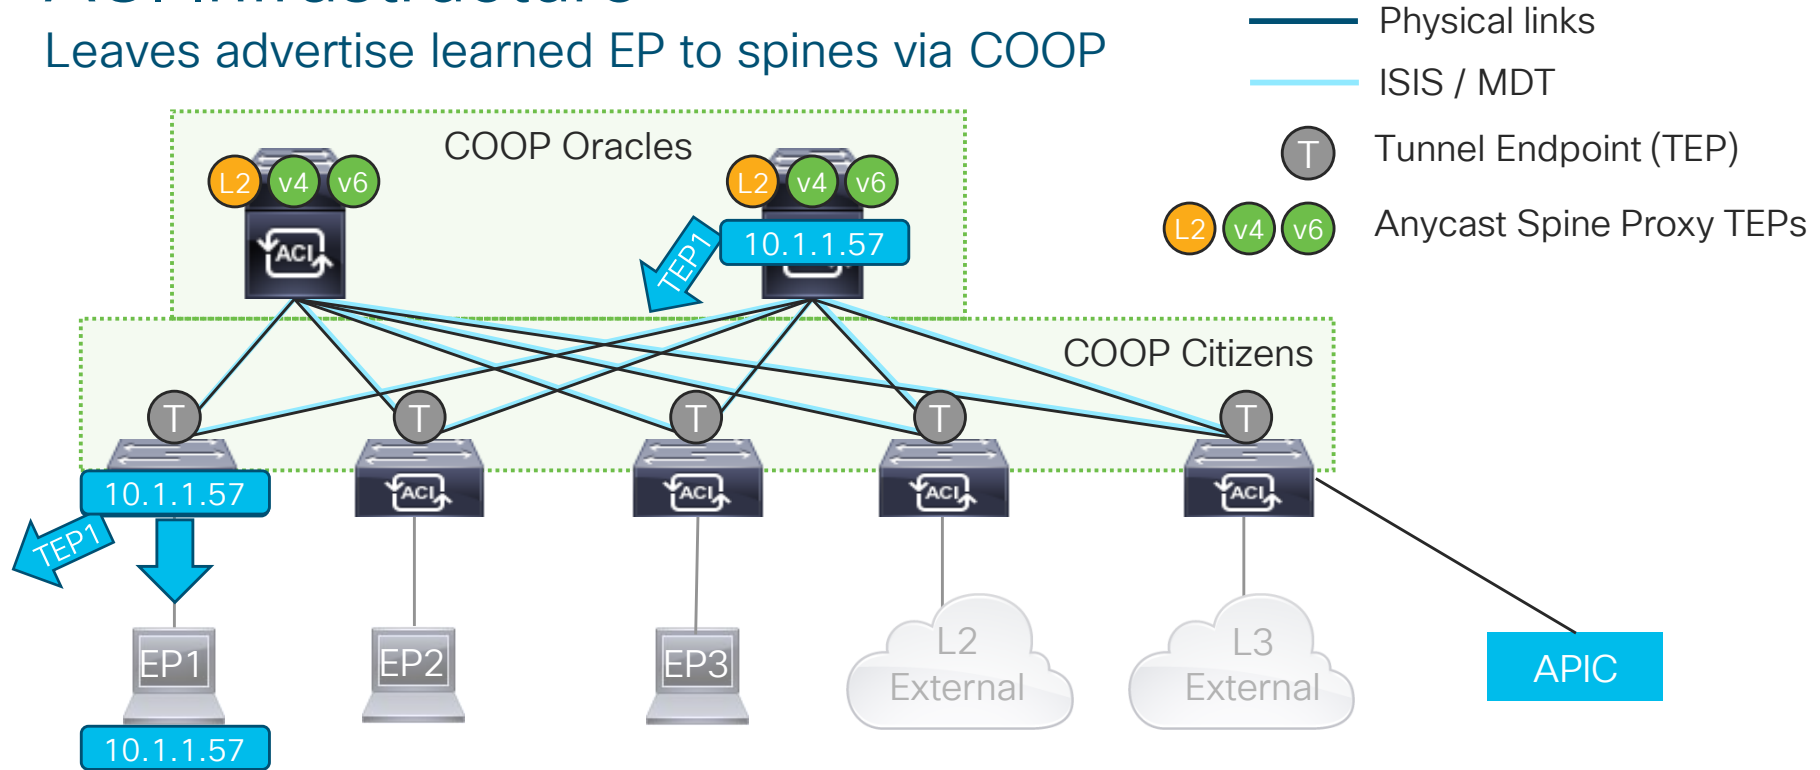 Leaves advertise learned EP to spines via COOP
Physical links
ISIS / MDT
Tunnel Endpoint (TEP)
Anycast Spine Proxy TEPs
T
L2 v4 v6
COOP Oracles
L2 v4 v6
L2 v4 v6
10.1.1.57
TEP1
ACI
COOP Citizens
T
T
T
T
T
10.1.1.57
ACI
ACI
ACI
ACI
TEP1
EP1
EP2
EP3
L2
External
L3
External
APIC
10.1.1.57